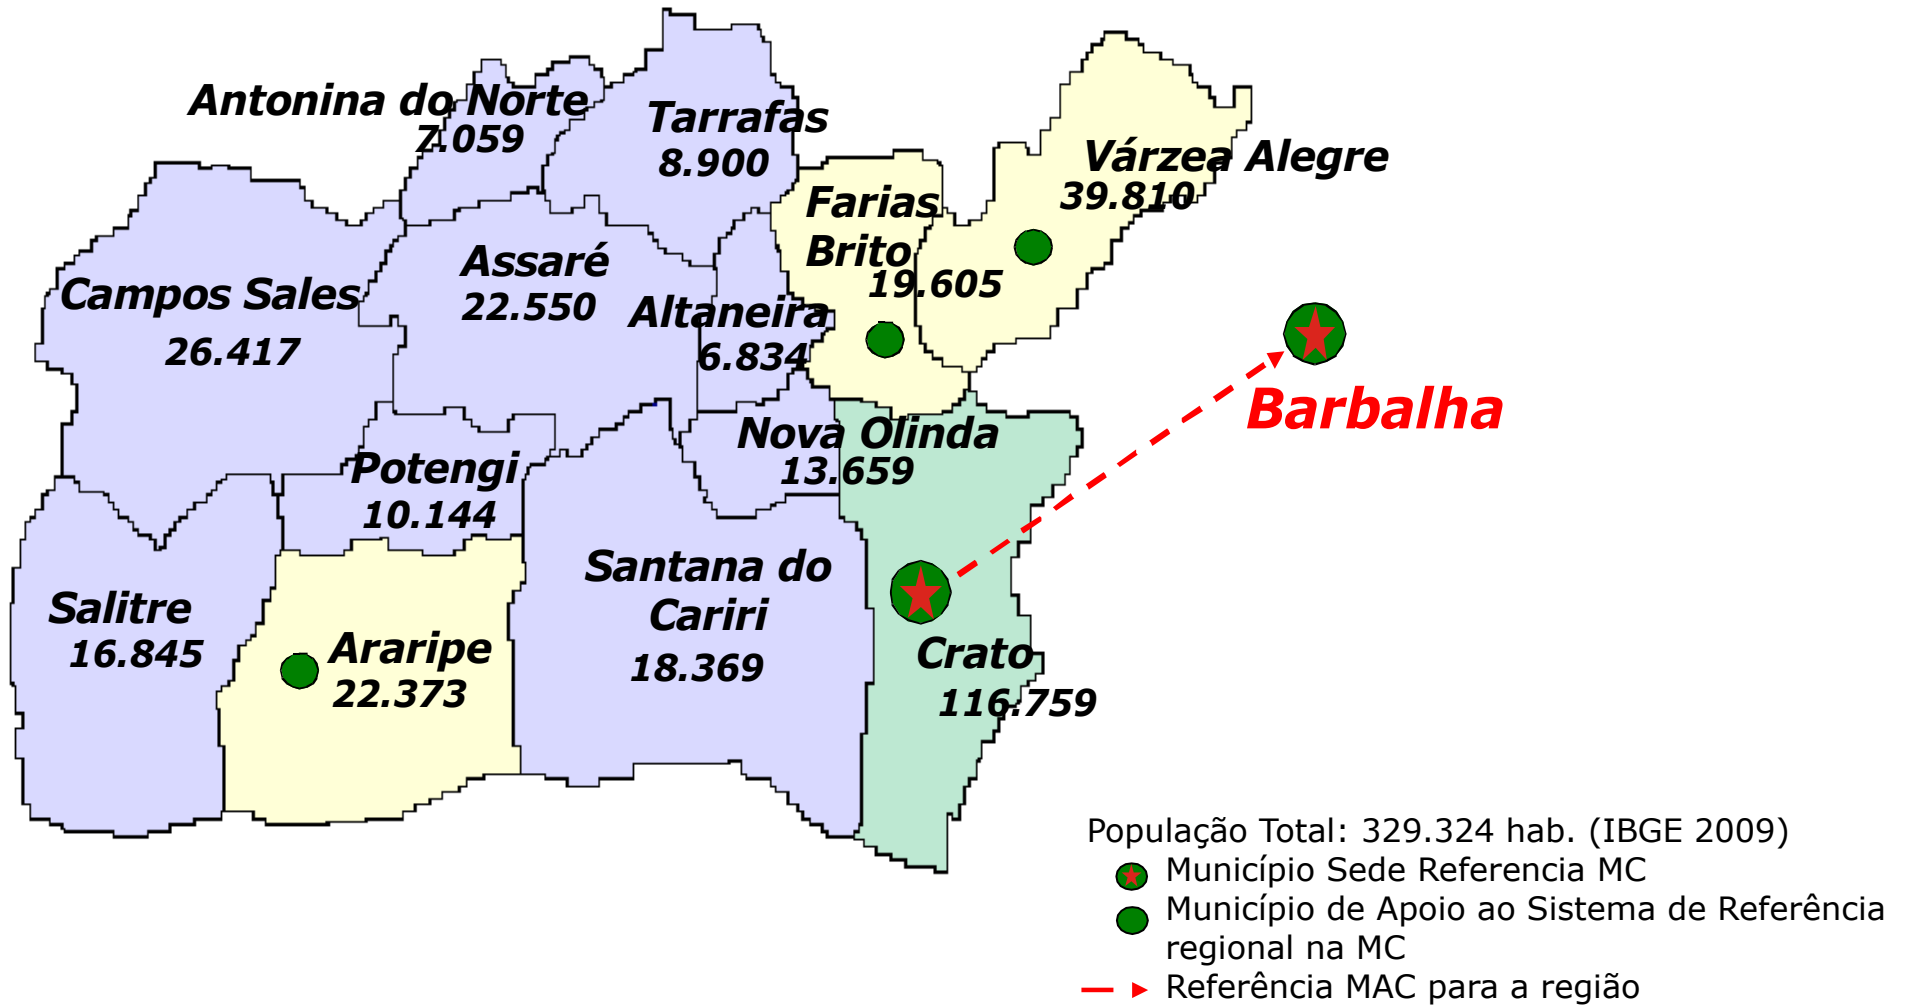 Antonina do Norte
7.059
Tarrafas
8.900
Várzea Alegre
39.810
Farias
Brito
19.605
Assaré
22.550
Campos Sales
26.417
Altaneira
6.834
Barbalha
Nova Olinda
13.659
Potengi
10.144
Santana do
Cariri
18.369
Salitre
16.845
Araripe
22.373
Crato
116.759
População Total: 329.324 hab. (IBGE 2009)
Município Sede Referencia MC
Município de Apoio ao Sistema de Referência
regional na MC
Referência MAC para a região